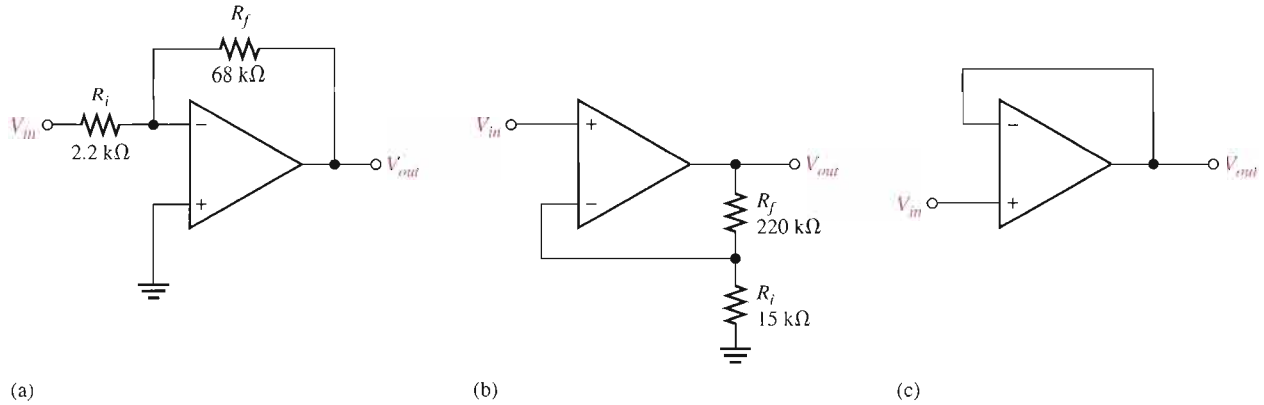 R_f
68 kΩ
R_i
V_in
2.2 kΩ
−
+
V_out
(a)
V_in
+
−
V_out
R_f
220 kΩ
R_i
15 kΩ
(b)
−
V_in
+
V_out
(c)